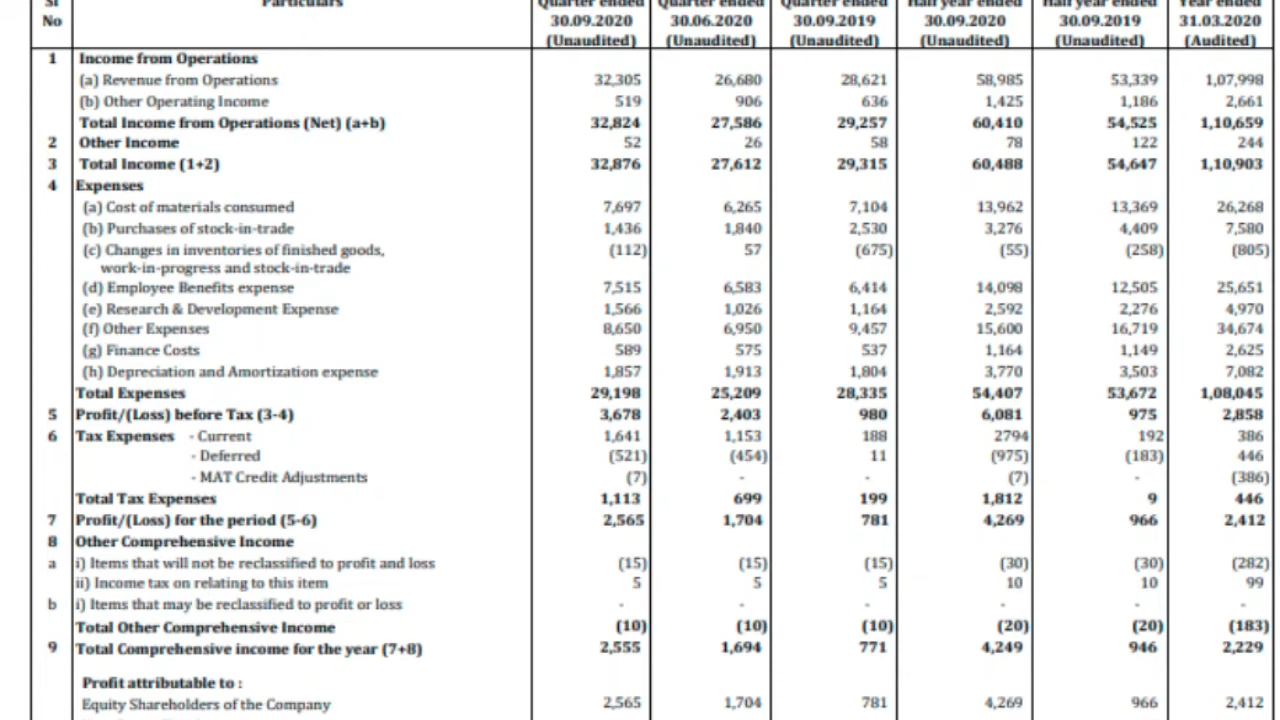 Sl Particulars Quarter ended Quarter ended Quarter ended Half year ended Half year ended Year ended
No 30.09.2020 30.06.2020 30.09.2019 30.09.2020 30.09.2019 31.03.2020
(Unaudited) (Unaudited) (Unaudited) (Unaudited) (Unaudited) (Audited)
1 Income from Operations
(a) Revenue from Operations 32,305 26,680 28,621 58,985 53,339 1,07,998
(b) Other Operating Income 519 906 636 1,425 1,186 2,661
Total Income from Operations (Net) (a+b) 32,824 27,586 29,257 60,410 54,525 1,10,659
2 Other Income 52 26 58 78 122 244
3 Total Income (1+2) 32,876 27,612 29,315 60,488 54,647 1,10,903
4 Expenses
(a) Cost of materials consumed 7,697 6,265 7,104 13,962 13,369 26,268
(b) Purchases of stock-in-trade 1,436 1,840 2,530 3,276 4,409 7,580
(c) Changes in inventories of finished goods, (112) 57 (675) (55) (258) (805)
work-in-progress and stock-in-trade
(d) Employee Benefits expense 7,515 6,583 6,414 14,098 12,505 25,651
(e) Research & Development Expense 1,566 1,026 1,164 2,592 2,276 4,970
(f) Other Expenses 8,650 6,950 9,457 15,600 16,719 34,674
(g) Finance Costs 589 575 537 1,164 1,149 2,625
(h) Depreciation and Amortization expense 1,857 1,913 1,804 3,770 3,503 7,082
Total Expenses 29,198 25,209 28,335 54,407 53,672 1,08,045
5 Profit/(Loss) before Tax (3-4) 3,678 2,403 980 6,081 975 2,858
6 Tax Expenses - Current 1,641 1,153 188 2794 192 386
- Deferred (521) (454) 11 (975) (183) 446
- MAT Credit Adjustments (7) - - (7) - (386)
Total Tax Expenses 1,113 699 199 1,812 9 446
7 Profit/(Loss) for the period (5-6) 2,565 1,704 781 4,269 966 2,412
8 Other Comprehensive Income
a i) Items that will not be reclassified to profit and loss (15) (15) (15) (30) (30) (282)
ii) Income tax on relating to this item 5 5 5 10 10 99
b i) Items that may be reclassified to profit or loss - - - - - -
Total Other Comprehensive Income (10) (10) (10) (20) (20) (183)
9 Total Comprehensive income for the year (7+8) 2,555 1,694 771 4,249 946 2,229
Profit attributable to :
Equity Shareholders of the Company 2,565 1,704 781 4,269 966 2,412